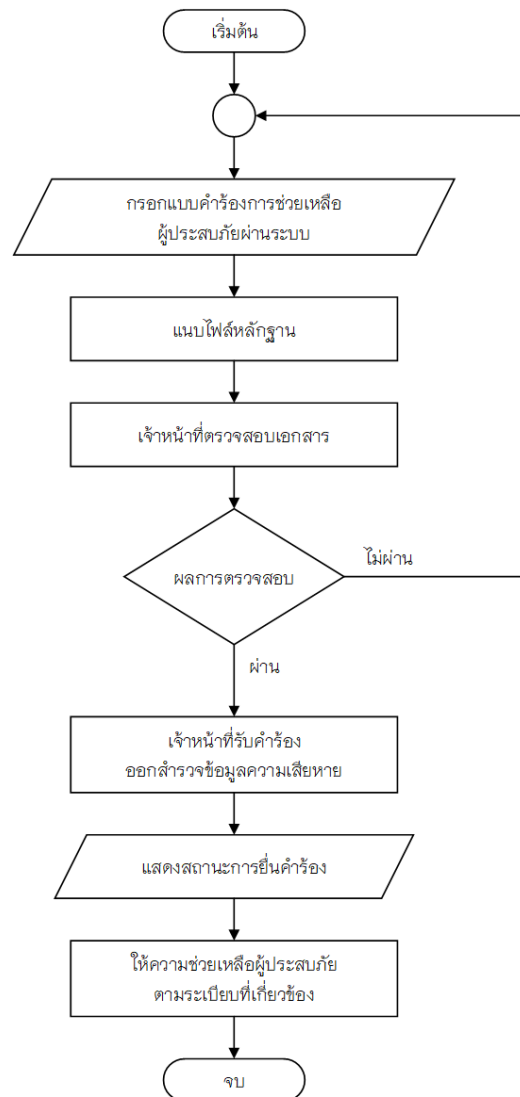 เริ่มต้น
กรอกแบบคำร้องการช่วยเหลือ
ผู้ประสบภัยผ่านระบบ
แนบไฟล์หลักฐาน
เจ้าหน้าที่ตรวจสอบเอกสาร
ผลการตรวจสอบ
ไม่ผ่าน
ผ่าน
เจ้าหน้าที่รับคำร้อง
ออกสำรวจข้อมูลความเสียหาย
แสดงสถานะการยื่นคำร้อง
ให้ความช่วยเหลือผู้ประสบภัย
ตามระเบียบที่เกี่ยวข้อง
จบ